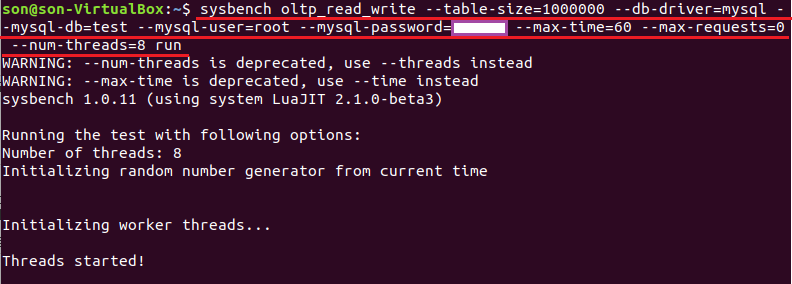 son@son-VirtualBox:~$ sysbench oltp_read_write --table-size=1000000 --db-driver=mysql -
-mysql-db=test --mysql-user=root --mysql-password= --max-time=60 --max-requests=0
--num-threads=8 run
WARNING: --num-threads is deprecated, use --threads instead
WARNING: --max-time is deprecated, use --time instead
sysbench 1.0.11 (using system LuaJIT 2.1.0-beta3)
Running the test with following options:
Number of threads: 8
Initializing random number generator from current time
Initializing worker threads...
Threads started!